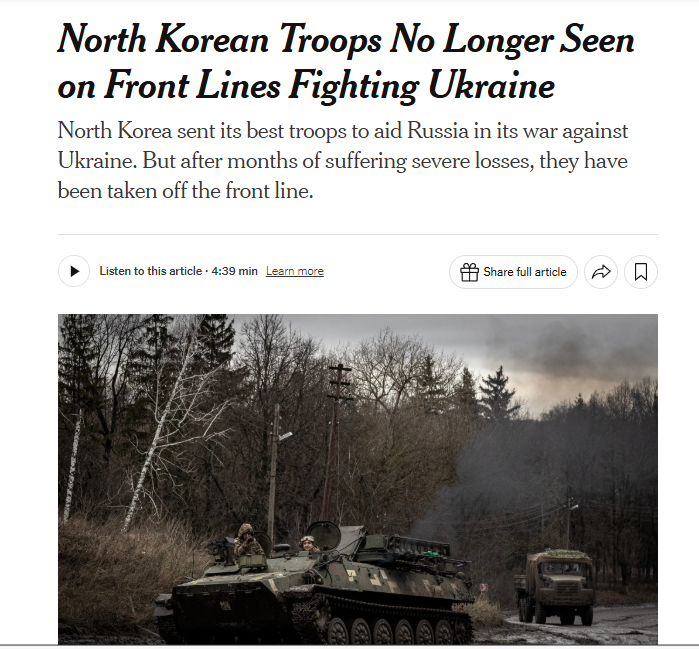 North Korean Troops No Longer Seen
on Front Lines Fighting Ukraine
North Korea sent its best troops to aid Russia in its war against
Ukraine. But after months of suffering severe losses, they have
been taken off the front line.
Listen to this article · 4:39 min Learn more
Share full article